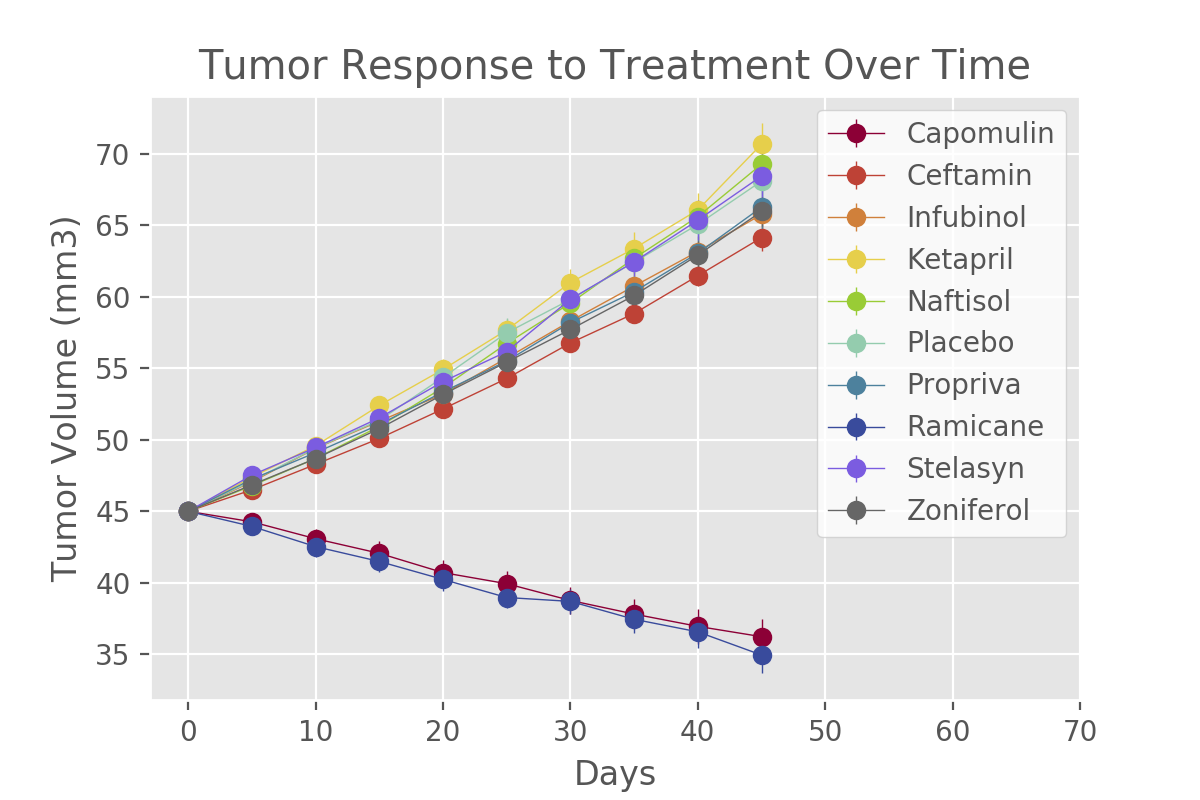 Tumor Response to Treatment Over Time
Tumor Volume (mm3)
70
65
60
55
50
45
40
35
Capomulin
Ceftamin
Infubinol
Ketapril
Naftisol
Placebo
Propriva
Ramicane
Stelasyn
Zoniferol
0 10 20 30 40 50 60 70
Days